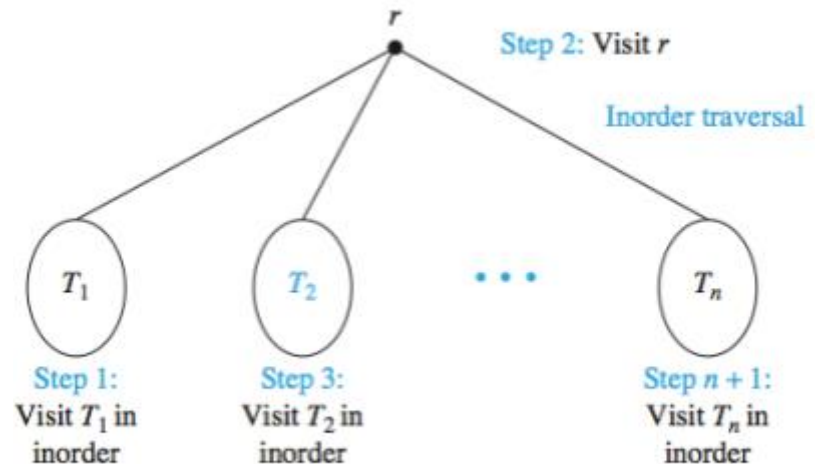 r
Step 2: Visit r
Inorder traversal
T₁
T₂
• • •
Tₙ
Step 1:
Visit T₁ in
inorder
Step 3:
Visit T₂ in
inorder
Step n + 1:
Visit Tₙ in
inorder